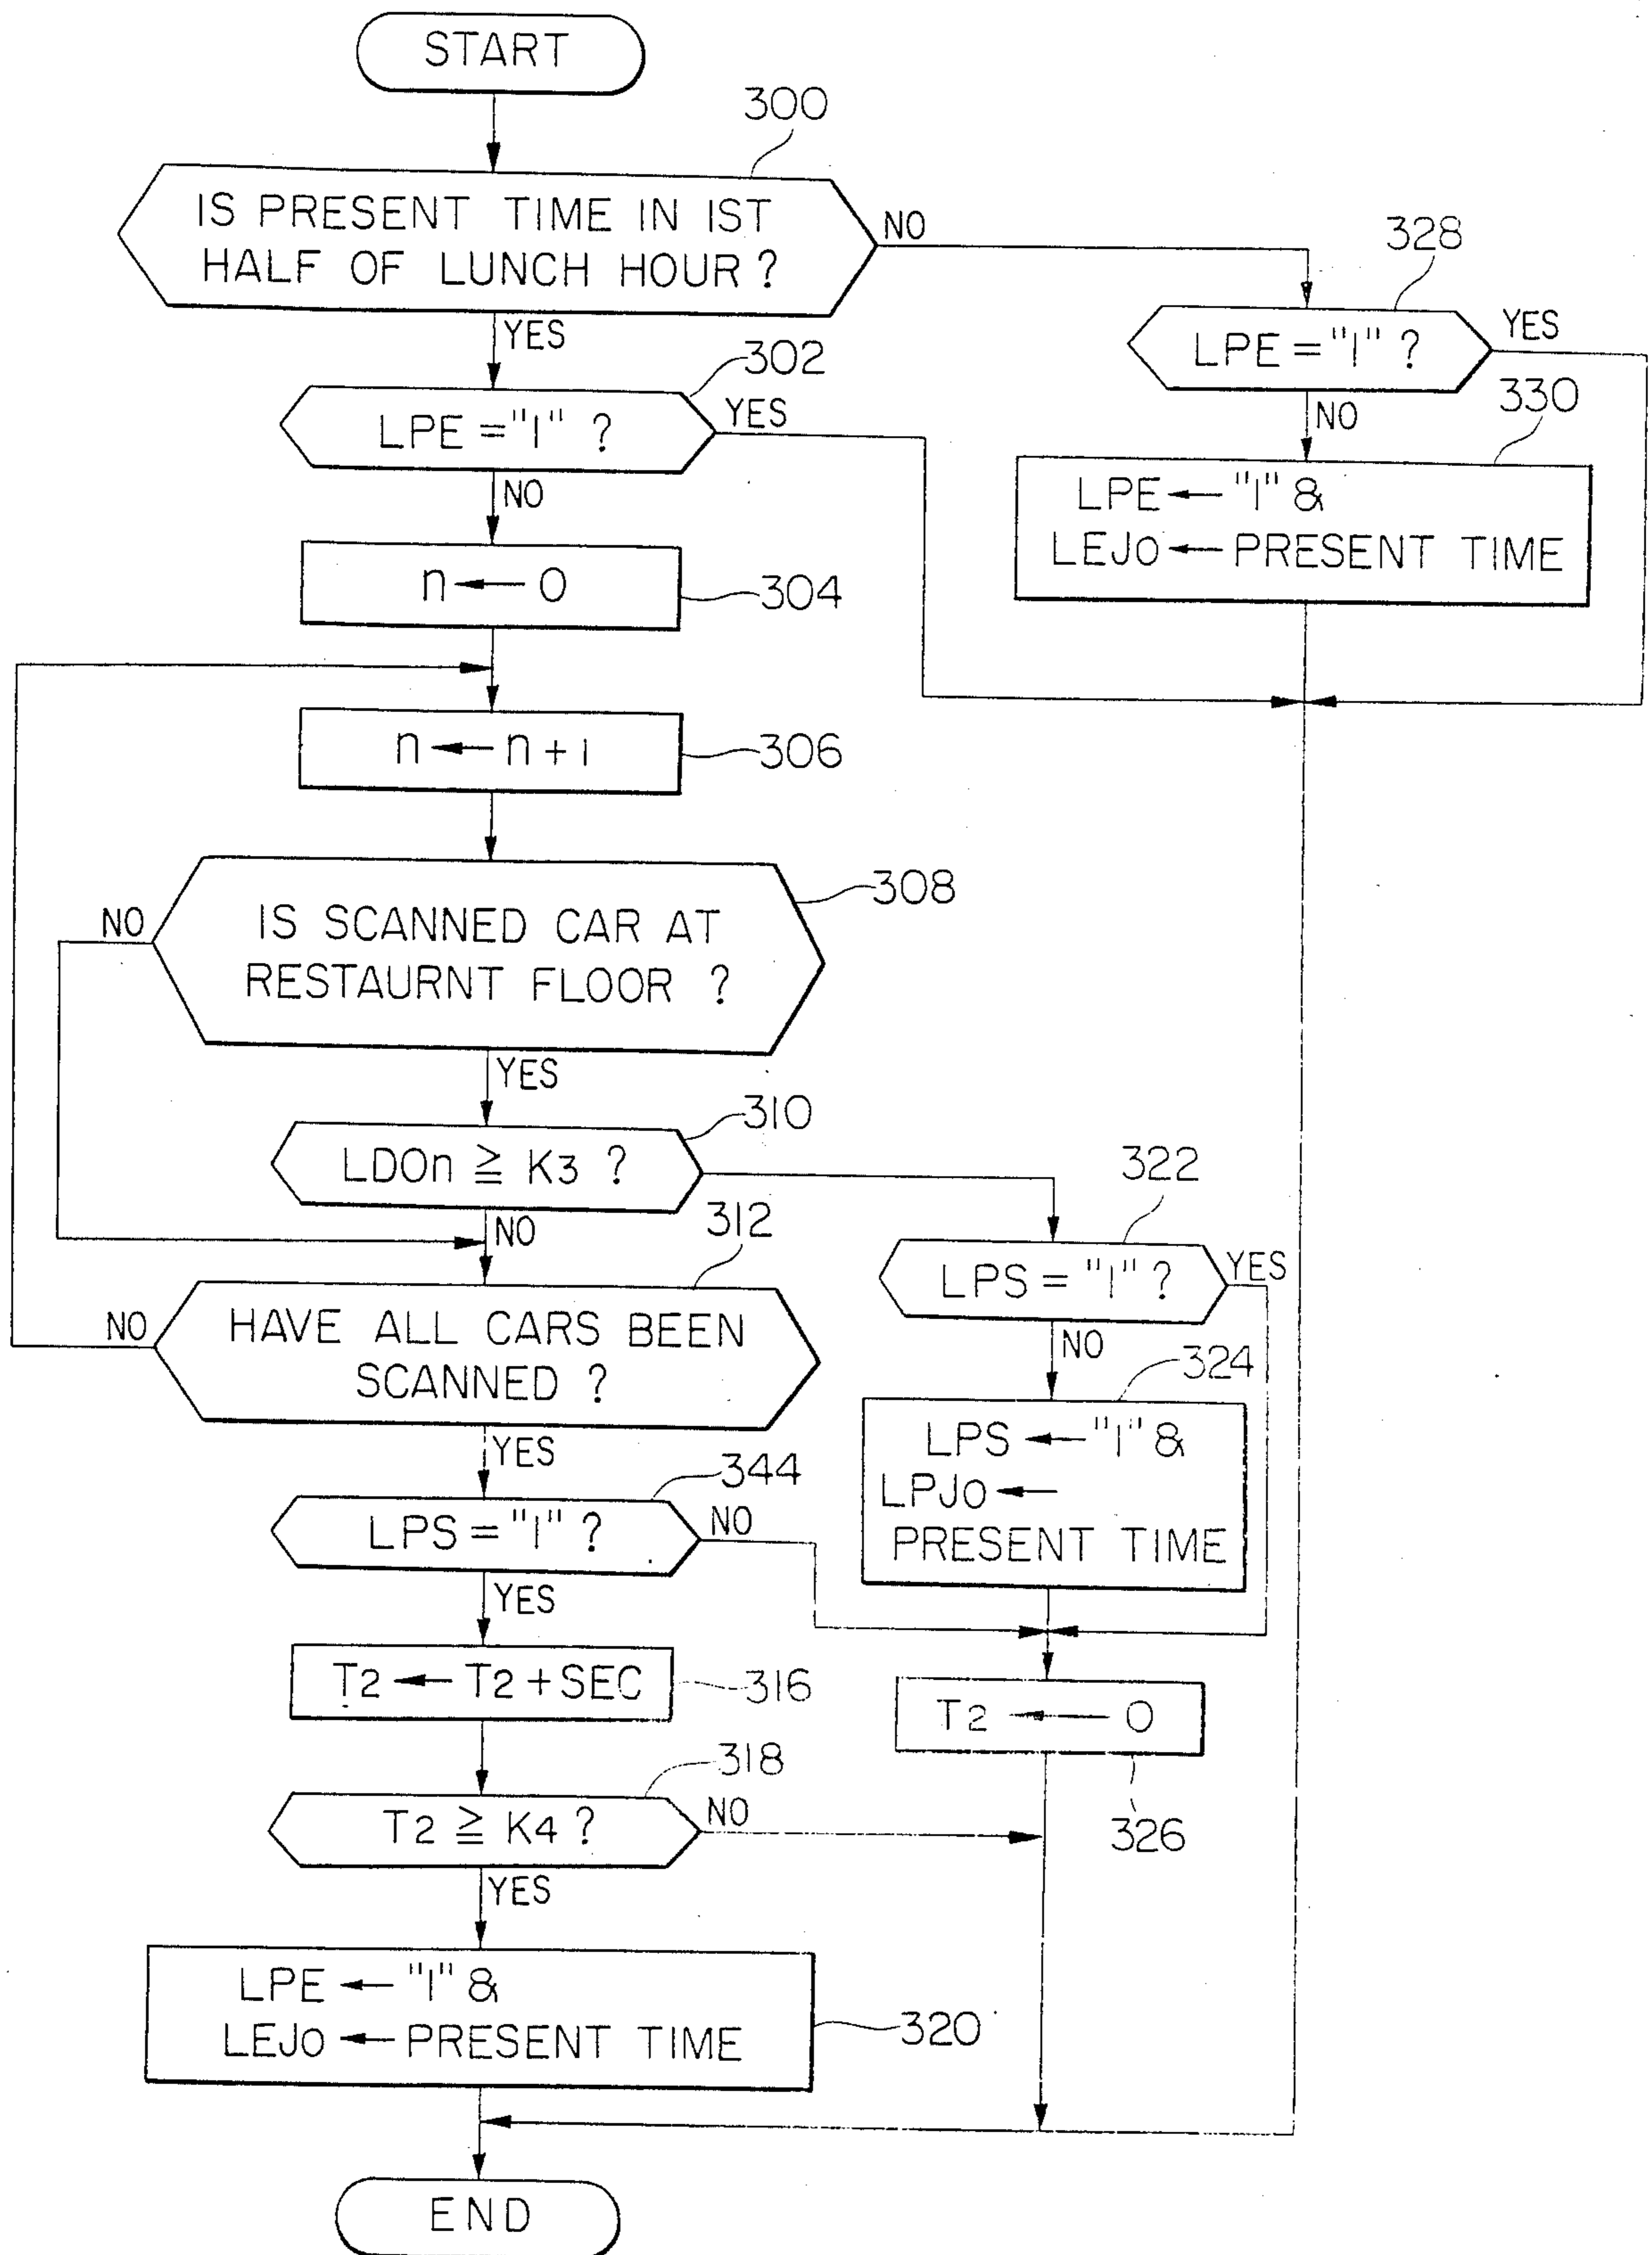 START
300
IS PRESENT TIME IN IST
HALF OF LUNCH HOUR ?
NO
YES
328
LPE = "I" ?
YES
NO
302
LPE = "I" ?
YES
NO
330
LPE ← "I" &
LEJO ← PRESENT TIME
n ← O
304
n ← n + I
306
308
IS SCANNED CAR AT
RESTAURNT FLOOR ?
NO
YES
310
LDOn ≧ K3 ?
NO
322
LPS = "I" ?
YES
NO
312
HAVE ALL CARS BEEN
SCANNED ?
NO
YES
324
LPS ← "I" &
LPJO ←
PRESENT TIME
344
LPS = "I" ?
NO
YES
T2 ← T2 + SEC
316
T2 ← O
326
318
T2 ≧ K4 ?
NO
YES
LPE ← "I" &
LEJO ← PRESENT TIME
320
END